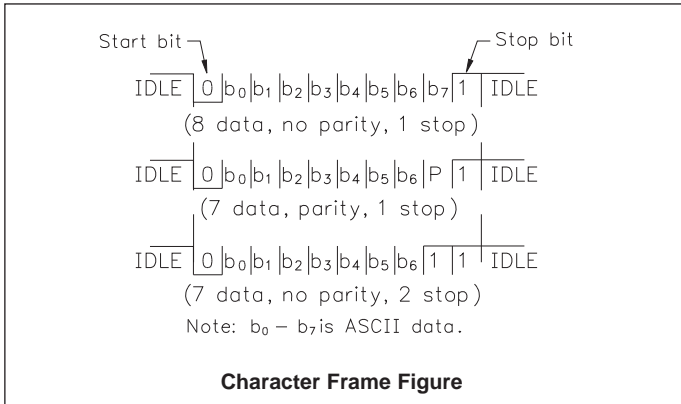 Start bit Stop bit
IDLE 0 b₀ b₁ b₂ b₃ b₄ b₅ b₆ b₇ 1 IDLE
(8 data, no parity, 1 stop)
IDLE 0 b₀ b₁ b₂ b₃ b₄ b₅ b₆ P 1 IDLE
(7 data, parity, 1 stop)
IDLE 0 b₀ b₁ b₂ b₃ b₄ b₅ b₆ 1 1 IDLE
(7 data, no parity, 2 stop)
Note: b₀ – b₇ is ASCII data.
Character Frame Figure